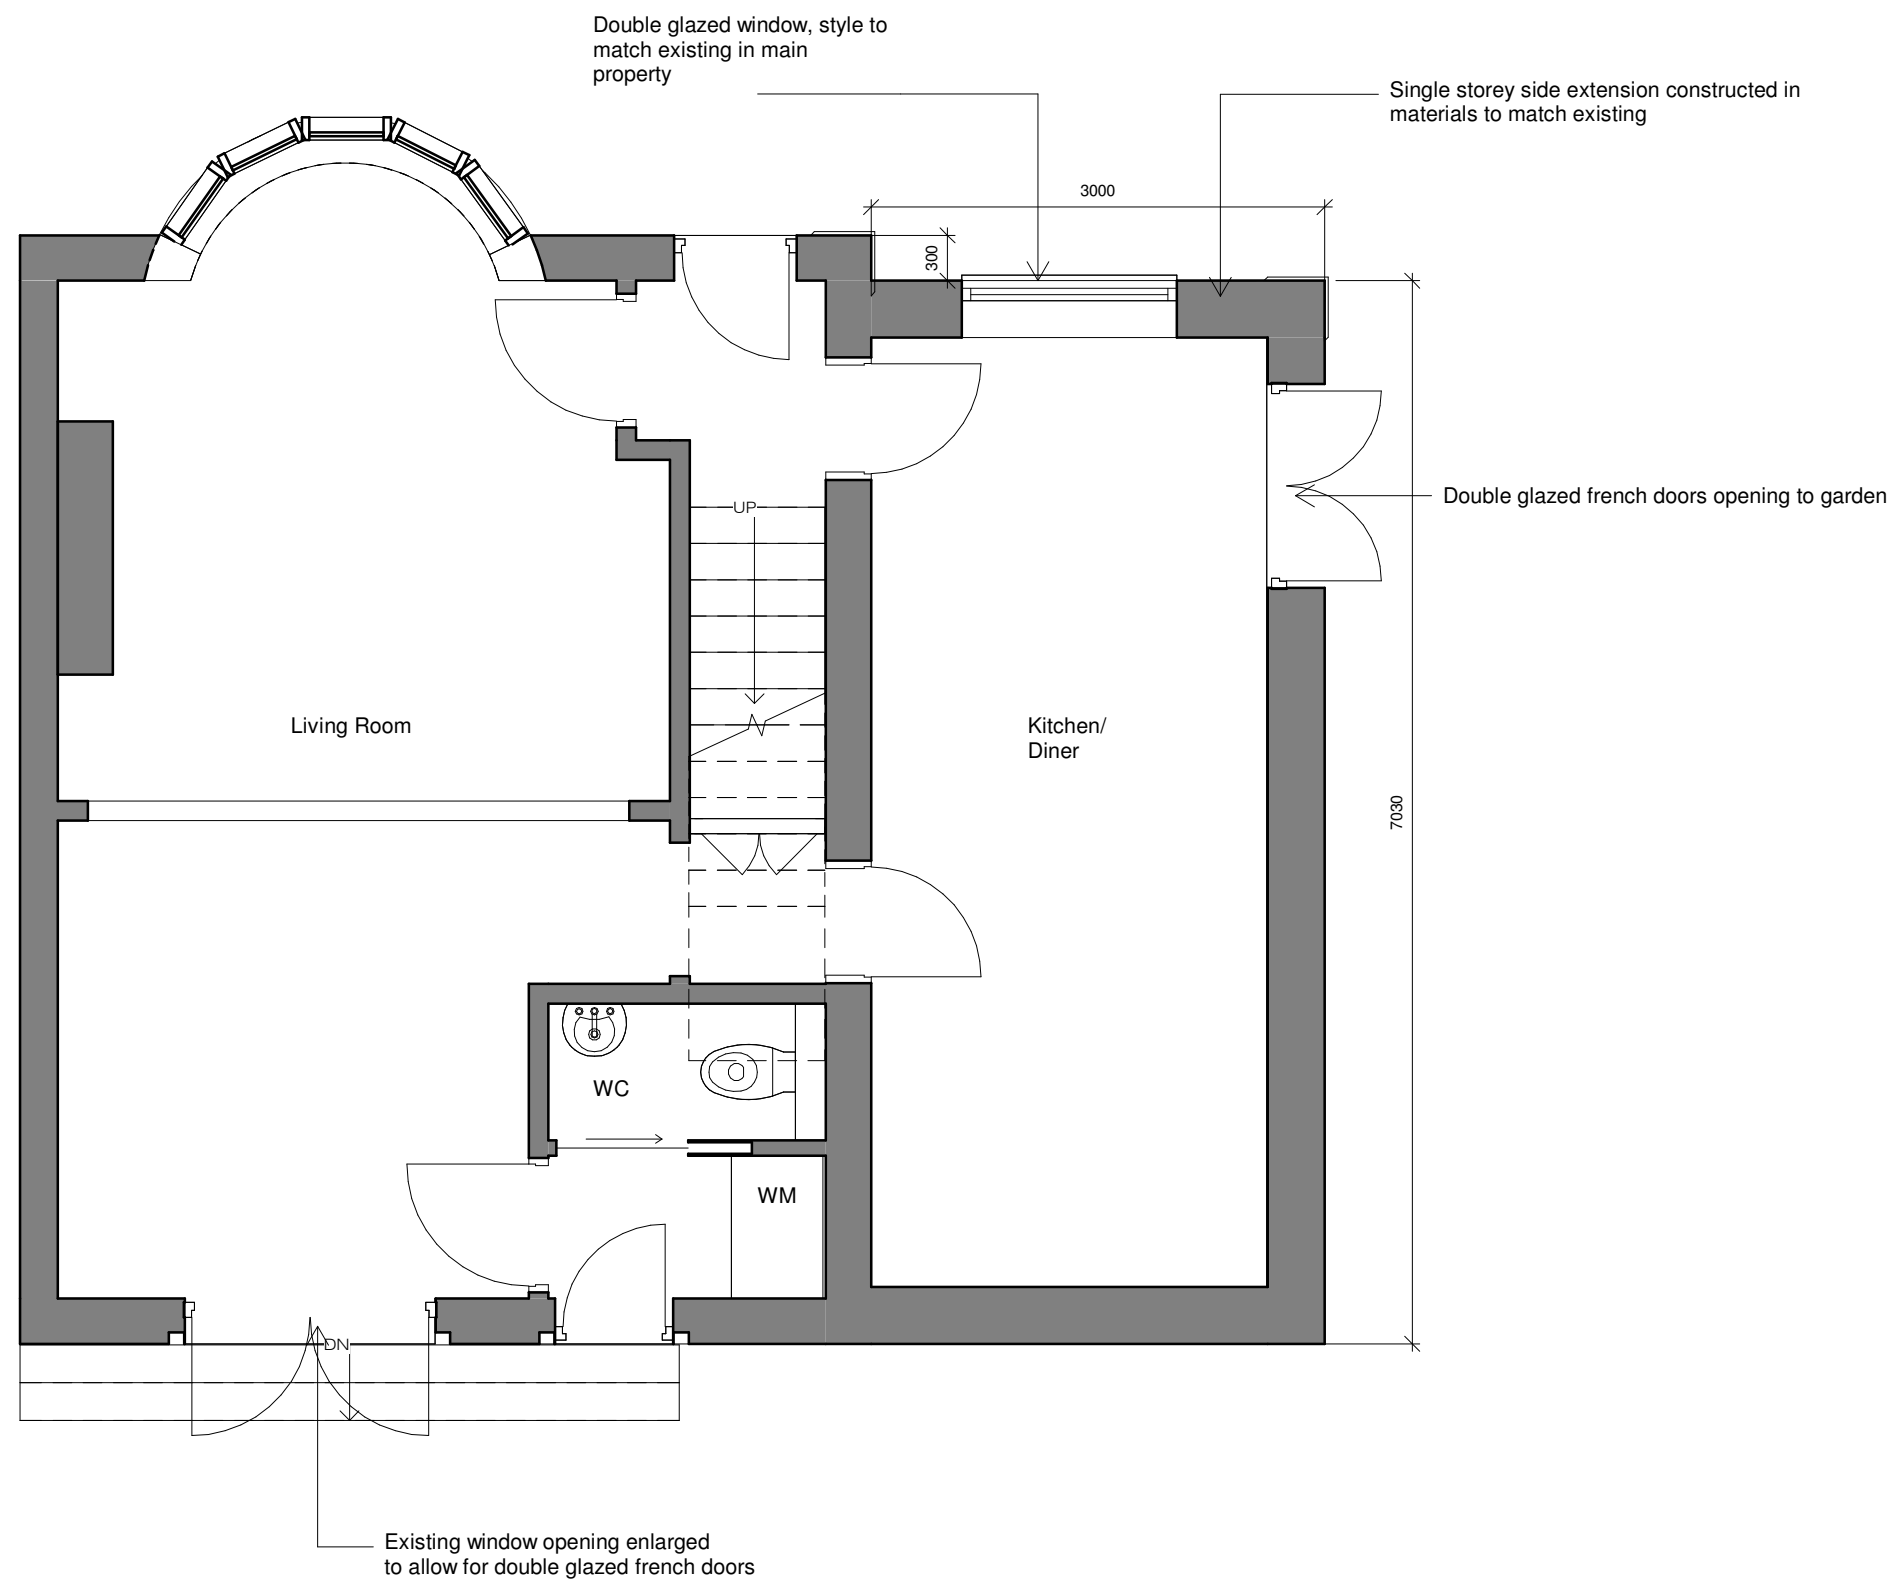 Double glazed window, style to
match existing in main
property
Single storey side extension constructed in
materials to match existing
3000
300
Double glazed french doors opening to garden
UP
Living Room
Kitchen/
Diner
7030
WC
WM
DN
Existing window opening enlarged
to allow for double glazed french doors